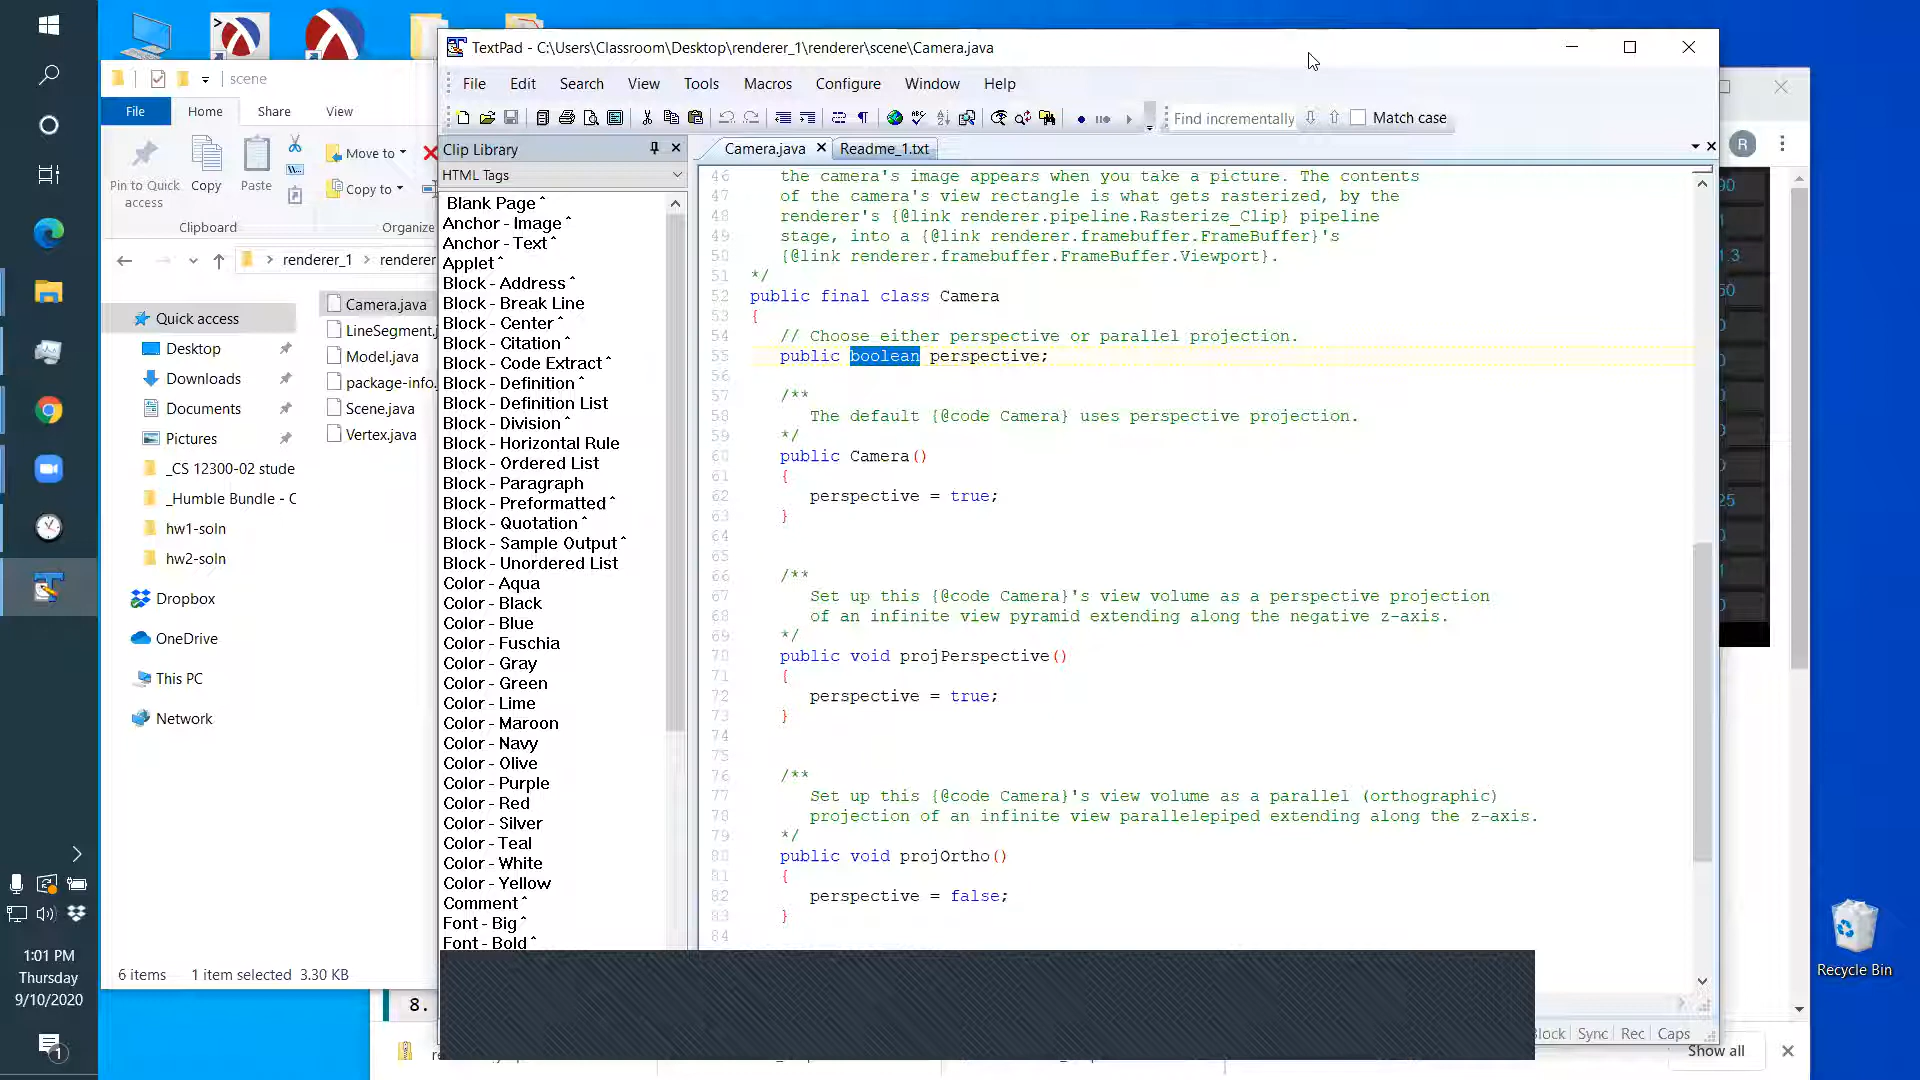 TextPad - C:\Users\Classroom\Desktop\renderer_1\renderer\scene\Camera.java
scene
File Home Share View
Move to
Copy to
Pin to Quick access
Copy
Paste
Clipboard
Organize
renderer_1 > renderer
Quick access
Desktop
Downloads
Documents
Pictures
_CS 12300-02 stude
_Humble Bundle - C
hw1-soln
hw2-soln
Dropbox
OneDrive
This PC
Network
Camera.java
LineSegment.
Model.java
package-info.
Scene.java
Vertex.java
6 items 1 item selected 3.30 KB
File Edit Search View Tools Macros Configure Window Help
Find incrementally Match case
Clip Library
HTML Tags
Blank Page^
Anchor - Image^
Anchor - Text^
Applet^
Block - Address^
Block - Break Line
Block - Center^
Block - Citation^
Block - Code Extract^
Block - Definition^
Block - Definition List
Block - Division^
Block - Horizontal Rule
Block - Ordered List
Block - Paragraph
Block - Preformatted^
Block - Quotation^
Block - Sample Output^
Block - Unordered List
Color - Aqua
Color - Black
Color - Blue
Color - Fuschia
Color - Gray
Color - Green
Color - Lime
Color - Maroon
Color - Navy
Color - Olive
Color - Purple
Color - Red
Color - Silver
Color - Teal
Color - White
Color - Yellow
Comment^
Font - Big^
Font - Bold^
Camera.java Readme_1.txt
46 the camera's image appears when you take a picture. The contents
47 of the camera's view rectangle is what gets rasterized, by the
48 renderer's {@link renderer.pipeline.Rasterize_Clip} pipeline
49 stage, into a {@link renderer.framebuffer.FrameBuffer}'s
50 {@link renderer.framebuffer.FrameBuffer.Viewport}.
51 */
52 public final class Camera
53 {
54 // Choose either perspective or parallel projection.
55 public boolean perspective;
56
57 /**
58 The default {@code Camera} uses perspective projection.
59 */
60 public Camera()
61 {
62 perspective = true;
63 }
64
65
66 /**
67 Set up this {@code Camera}'s view volume as a perspective projection
68 of an infinite view pyramid extending along the negative z-axis.
69 */
70 public void projPerspective()
71 {
72 perspective = true;
73 }
74
75
76 /**
77 Set up this {@code Camera}'s view volume as a parallel (orthographic)
78 projection of an infinite view parallelepiped extending along the z-axis.
79 */
80 public void projOrtho()
81 {
82 perspective = false;
83 }
84
Block Sync Rec Caps
8.
Show all
R
Recycle Bin
1:01 PM
Thursday
9/10/2020
1